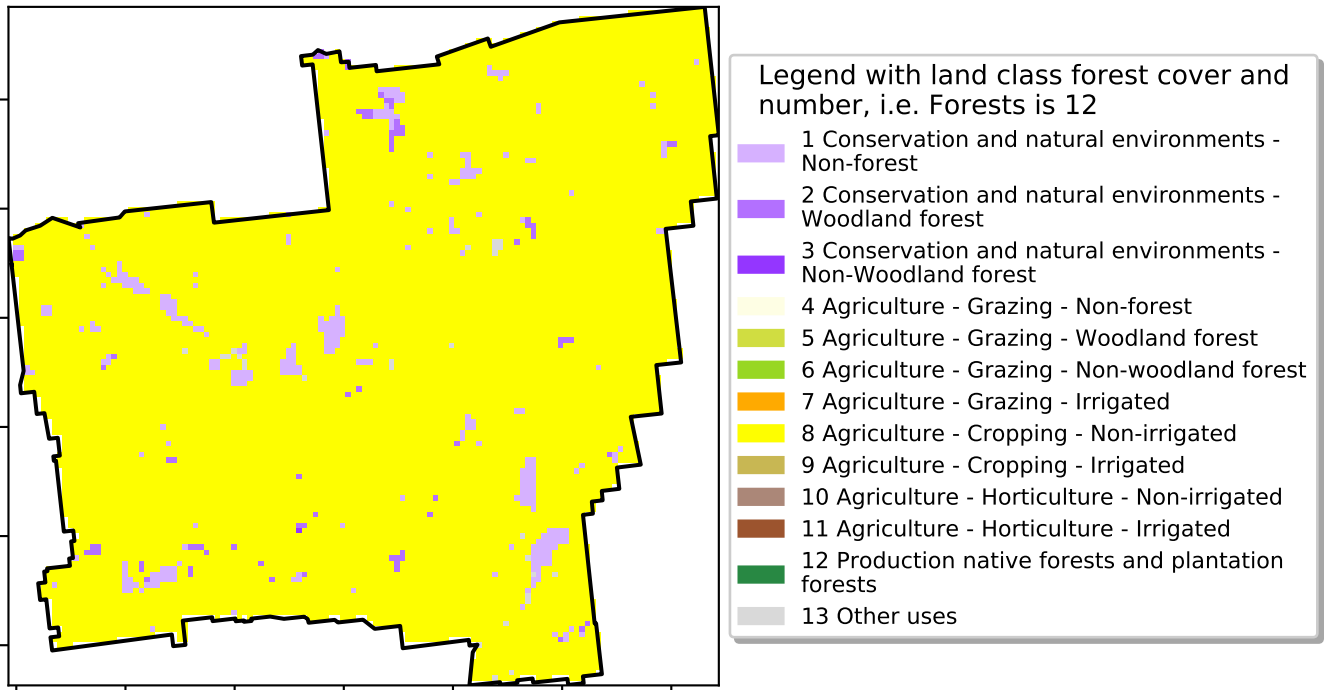 Legend with land class forest cover and
number, i.e. Forests is 12
1 Conservation and natural environments -
Non-forest
2 Conservation and natural environments -
Woodland forest
3 Conservation and natural environments -
Non-Woodland forest
4 Agriculture - Grazing - Non-forest
5 Agriculture - Grazing - Woodland forest
6 Agriculture - Grazing - Non-woodland forest
7 Agriculture - Grazing - Irrigated
8 Agriculture - Cropping - Non-irrigated
9 Agriculture - Cropping - Irrigated
10 Agriculture - Horticulture - Non-irrigated
11 Agriculture - Horticulture - Irrigated
12 Production native forests and plantation
forests
13 Other uses